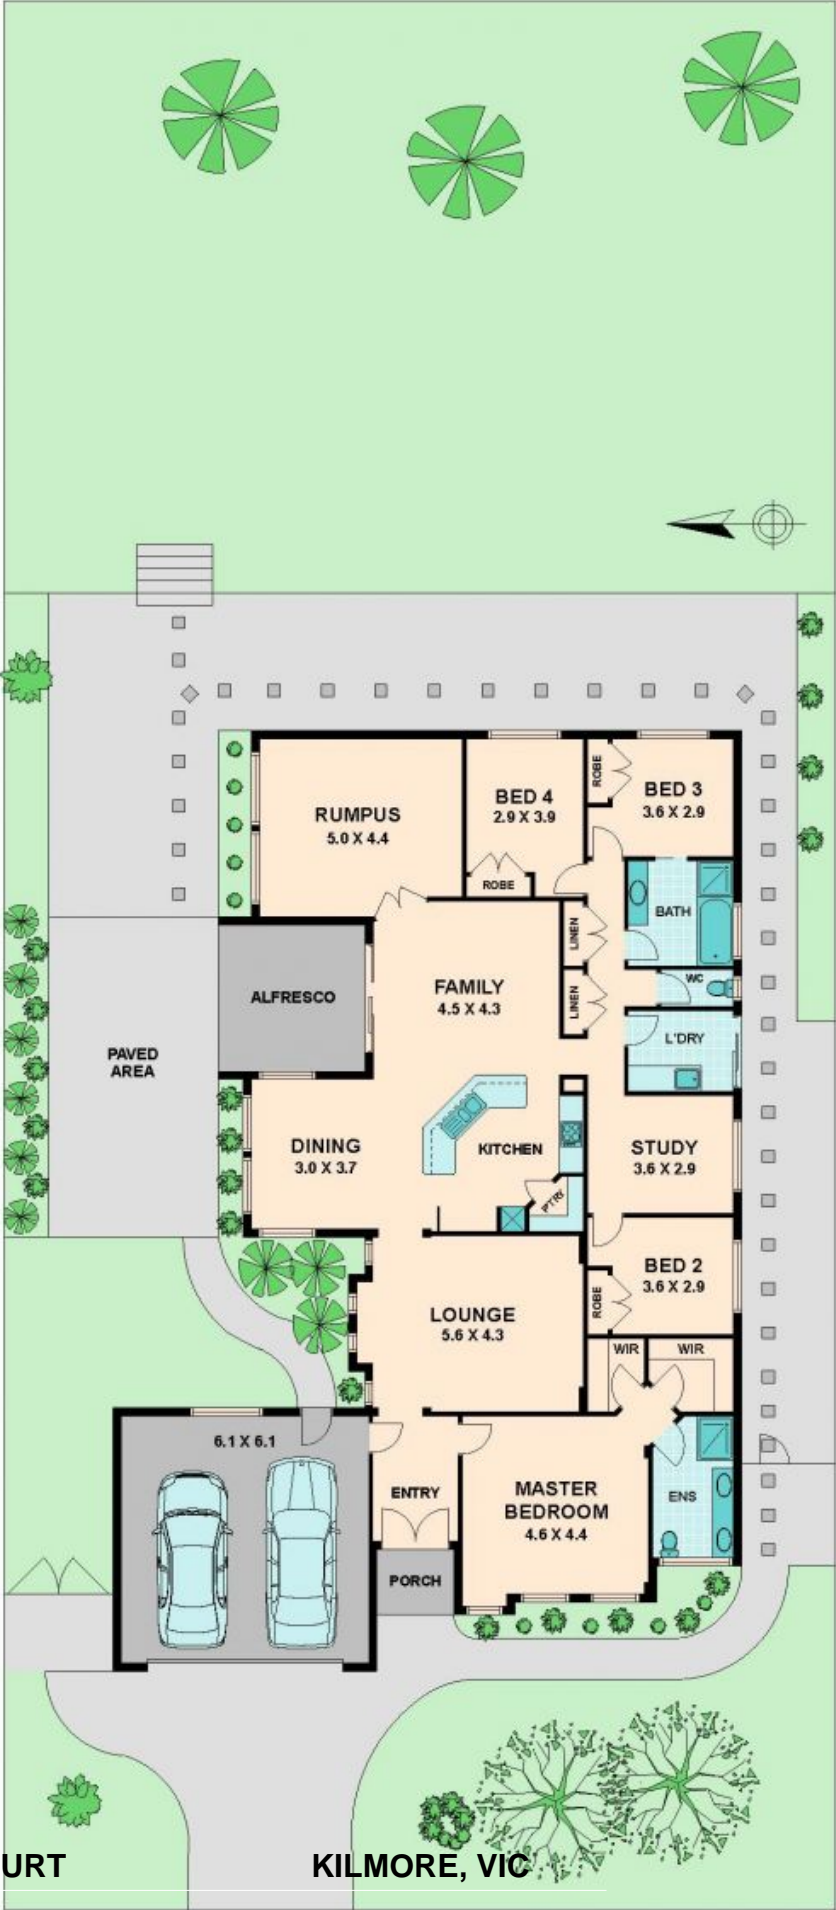 RUMPUS
5.0 X 4.4
BED 4
2.9 X 3.9
ROBE
ROBE
BED 3
3.6 X 2.9
BATH
LINEN
LINEN
WC
L'DRY
ALFRESCO
FAMILY
4.5 X 4.3
PAVED
AREA
DINING
3.0 X 3.7
KITCHEN
PTRY
STUDY
3.6 X 2.9
BED 2
3.6 X 2.9
ROBE
LOUNGE
5.6 X 4.3
WIR
WIR
6.1 X 6.1
ENTRY
MASTER
BEDROOM
4.6 X 4.4
ENS
PORCH
URT
KILMORE, VIC